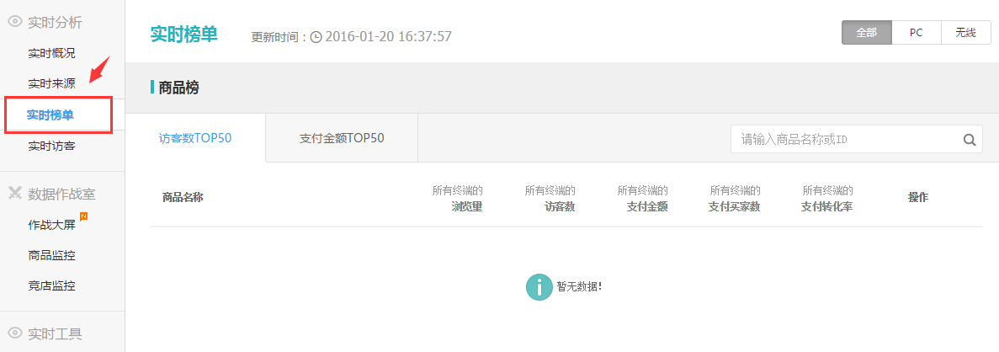 实时分析
实时概况
实时来源
实时榜单
实时访客
数据作战室
作战大屏 N
商品监控
竞店监控
实时工具
实时榜单 更新时间： 2016-01-20 16:37:57 全部 PC 无线
商品榜
访客数TOP50 支付金额TOP50 请输入商品名称或ID
商品名称 所有终端的 所有终端的 所有终端的 所有终端的 所有终端的 操作
浏览量 访客数 支付金额 支付买家数 支付转化率
暂无数据!